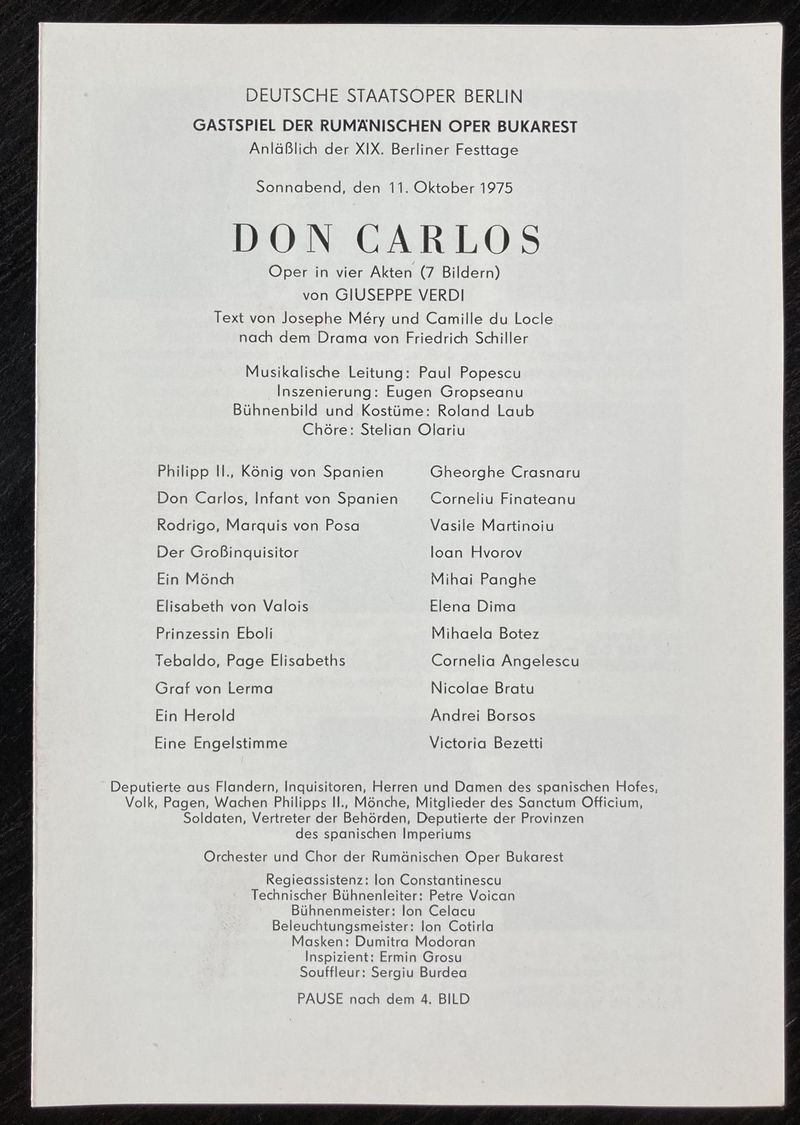 DEUTSCHE STAATSOPER BERLIN
GASTSPIEL DER RUMÄNISCHEN OPER BUKAREST
Anläßlich der XIX. Berliner Festtage
Sonnabend, den 11. Oktober 1975
DON CARLOS
Oper in vier Akten (7 Bildern)
von GIUSEPPE VERDI
Text von Josephe Méry und Camille du Locle
nach dem Drama von Friedrich Schiller
Musikalische Leitung: Paul Popescu
Inszenierung: Eugen Gropseanu
Bühnenbild und Kostüme: Roland Laub
Chöre: Stelian Olariu
Philipp II., König von Spanien Gheorghe Crasnaru
Don Carlos, Infant von Spanien Corneliu Finateanu
Rodrigo, Marquis von Posa Vasile Martinoiu
Der Großinquisitor Ioan Hvorov
Ein Mönch Mihai Panghe
Elisabeth von Valois Elena Dima
Prinzessin Eboli Mihaela Botez
Tebaldo, Page Elisabeths Cornelia Angelescu
Graf von Lerma Nicolae Bratu
Ein Herold Andrei Borsos
Eine Engelstimme Victoria Bezetti
Deputierte aus Flandern, Inquisitoren, Herren und Damen des spanischen Hofes,
Volk, Pagen, Wachen Philipps II., Mönche, Mitglieder des Sanctum Officium,
Soldaten, Vertreter der Behörden, Deputierte der Provinzen
des spanischen Imperiums
Orchester und Chor der Rumänischen Oper Bukarest
Regieassistenz: Ion Constantinescu
Technischer Bühnenleiter: Petre Voican
Bühnenmeister: Ion Celacu
Beleuchtungsmeister: Ion Cotirla
Masken: Dumitra Modoran
Inspizient: Ermin Grosu
Souffleur: Sergiu Burdea
PAUSE nach dem 4. BILD